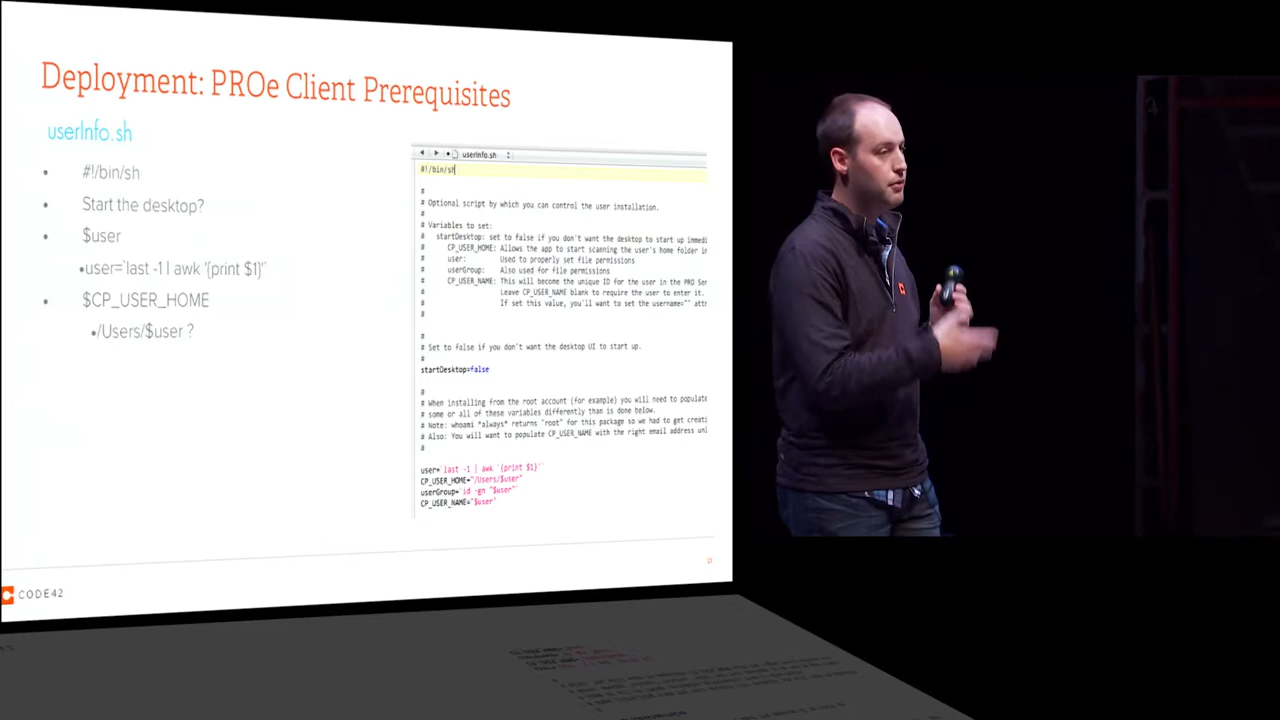 Deployment: PROe Client Prerequisites
userInfo.sh
• #!/bin/sh
• Start the desktop?
• $user
•user=`last -1 | awk '{print $1}'`
• $CP_USER_HOME
•/Users/$user ?
userInfo.sh
#!/bin/sh
#
# Optional script by which you can control the user installation.
#
# Variables to set:
# startDesktop: set to false if you don't want the desktop to start up immedi
# CP_USER_HOME: Allows the app to start scanning the user's home folder in
# user: Used to properly set file permissions
# userGroup: Also used for file permissions
# CP_USER_NAME: This will become the unique ID for the user in the PRO Ser
# Leave CP_USER_NAME blank to require the user to enter it.
# If set this value, you'll want to set the username="" attr
#
#
# Set to false if you don't want the desktop UI to start up.
#
startDesktop=false
#
# When installing from the root account (for example) you will need to populate
# some or all of these variables differently than is done below.
# Note: whoami *always* returns "root" for this package so we had to get creati
# Also: You will want to populate CP_USER_NAME with the right email address unl
#
user=`last -1 | awk '{print $1}'`
CP_USER_HOME="/Users/$user"
userGroup=`id -gn "$user"`
CP_USER_NAME="$user"
21
CODE42